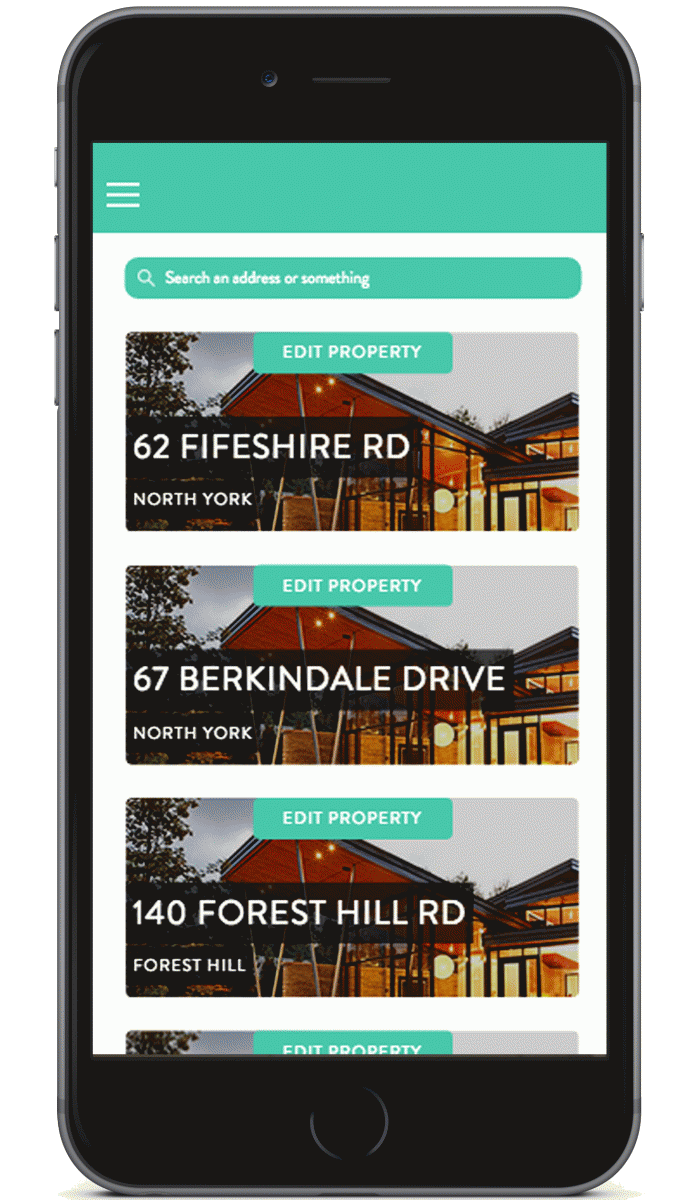 Search an address or something
EDIT PROPERTY
62 FIFESHIRE RD
NORTH YORK
EDIT PROPERTY
67 BERKINDALE DRIVE
NORTH YORK
EDIT PROPERTY
140 FOREST HILL RD
FOREST HILL
EDIT PROPERTY